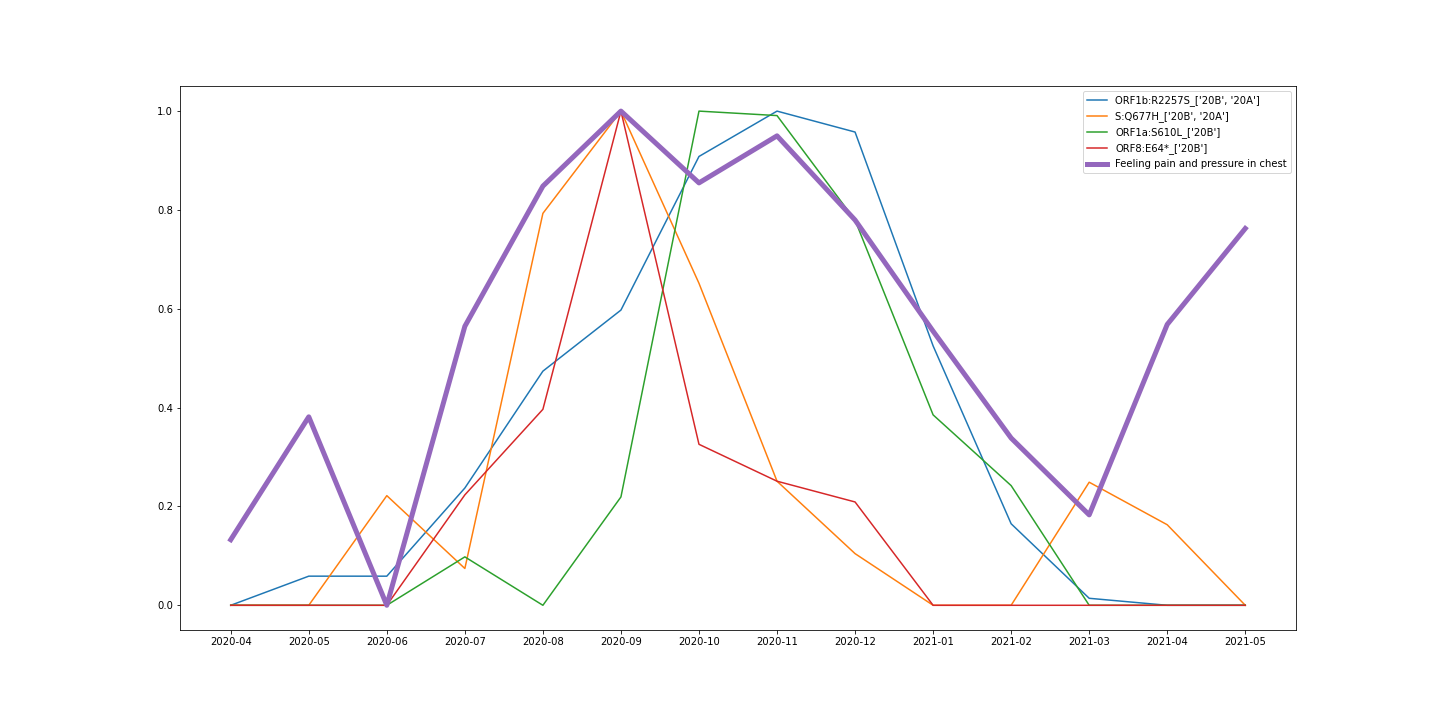 ORF1b:R2257S_['20B', '20A']
S:Q677H_['20B', '20A']
ORF1a:S610L_['20B']
ORF8:E64*_['20B']
Feeling pain and pressure in chest
1.0
0.8
0.6
0.4
0.2
0.0
2020-04 2020-05 2020-06 2020-07 2020-08 2020-09 2020-10 2020-11 2020-12 2021-01 2021-02 2021-03 2021-04 2021-05